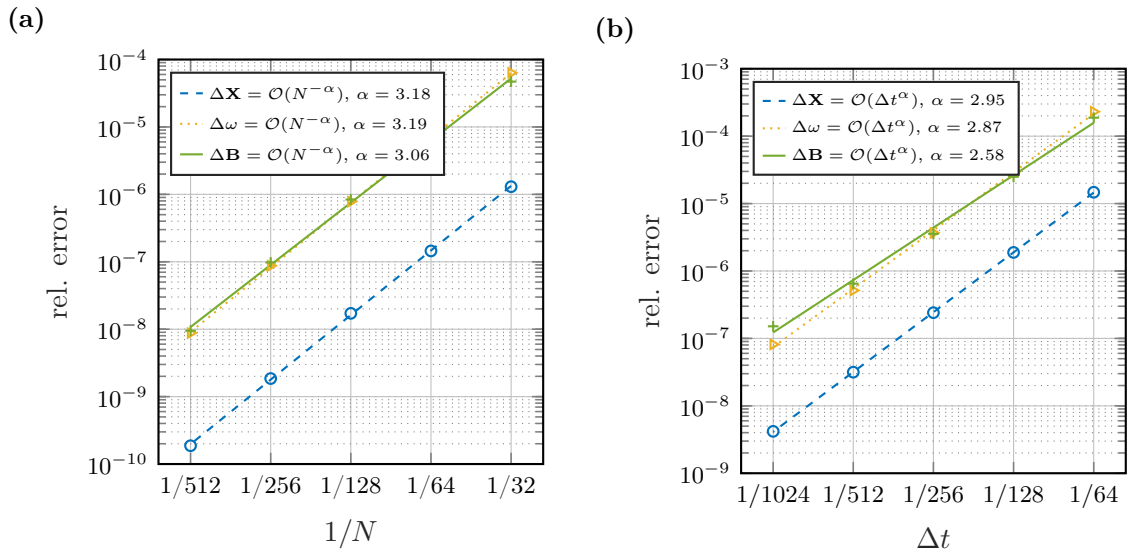 (a)
10⁻⁴
10⁻⁵
10⁻⁶
10⁻⁷
10⁻⁸
10⁻⁹
10⁻¹⁰
rel. error
ΔX = O(N⁻ᵅ), α = 3.18
Δω = O(N⁻ᵅ), α = 3.19
ΔB = O(N⁻ᵅ), α = 3.06
1/512 1/256 1/128 1/64 1/32
1/N
(b)
10⁻³
10⁻⁴
10⁻⁵
10⁻⁶
10⁻⁷
10⁻⁸
10⁻⁹
rel. error
ΔX = O(Δtᵅ), α = 2.95
Δω = O(Δtᵅ), α = 2.87
ΔB = O(Δtᵅ), α = 2.58
1/1024 1/512 1/256 1/128 1/64
Δt